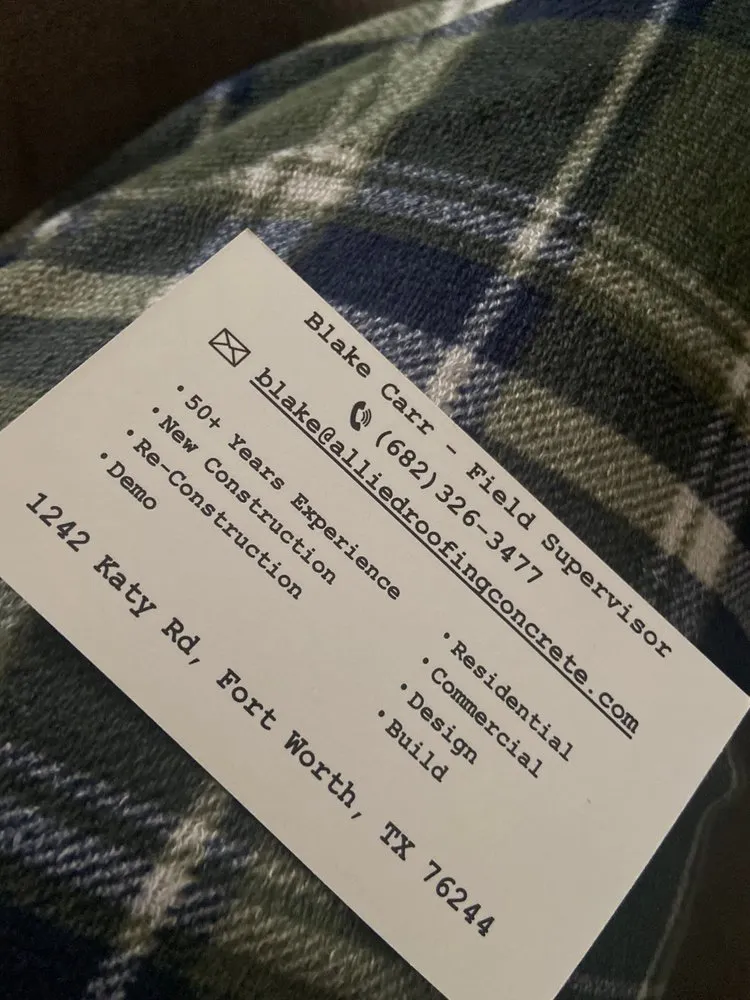 Blake Carr - Field Supervisor
(682)326-3477
blake@alliedroofingconcrete.com
• 50+ Years Experience
• New Construction
• Re-Construction
• Demo
• Residential
• Commercial
• Design
• Build
1242 Katy Rd, Fort Worth, TX 76244